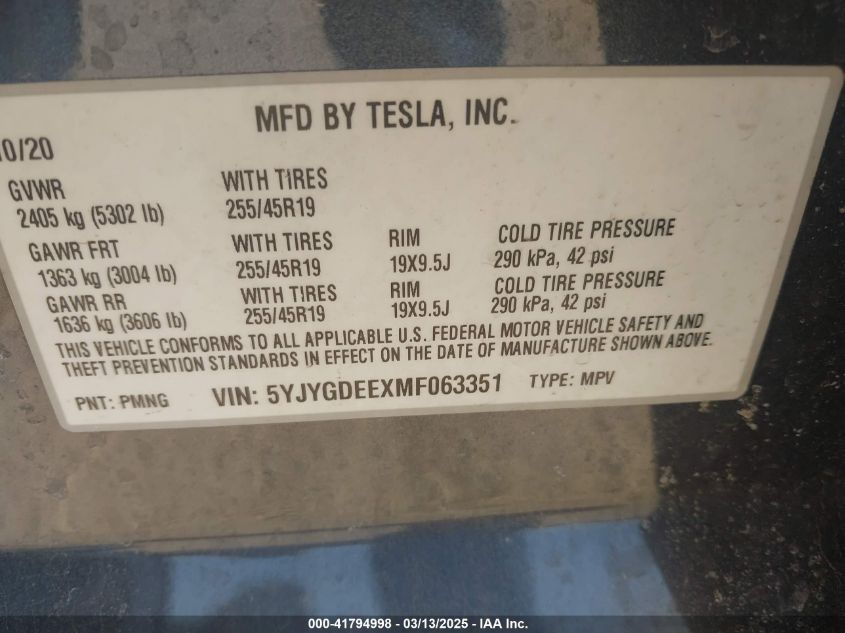 MFD BY TESLA, INC.
0/20
GVWR WITH TIRES
2405 kg (5302 lb) 255/45R19
GAWR FRT WITH TIRES RIM COLD TIRE PRESSURE
1363 kg (3004 lb) 255/45R19 19X9.5J 290 kPa, 42 psi
GAWR RR WITH TIRES RIM COLD TIRE PRESSURE
1636 kg (3606 lb) 255/45R19 19X9.5J 290 kPa, 42 psi
THIS VEHICLE CONFORMS TO ALL APPLICABLE U.S. FEDERAL MOTOR VEHICLE SAFETY AND
THEFT PREVENTION STANDARDS IN EFFECT ON THE DATE OF MANUFACTURE SHOWN ABOVE.
PNT: PMNG VIN: 5YJYGDEEXMF063351 TYPE: MPV
000-41794998 - 03/13/2025 - IAA Inc.